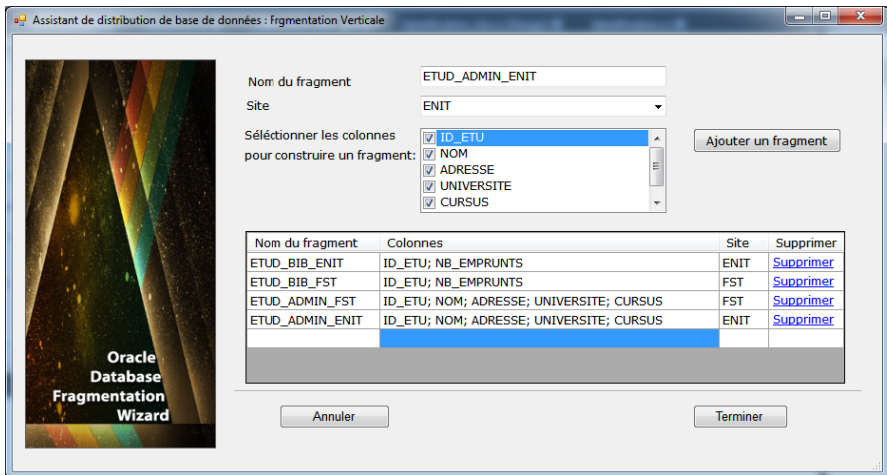 Assistant de distribution de base de données : frgmentation Verticale
Nom du fragment
ETUD_ADMIN_ENIT
Site
ENIT
Séléctionner les colonnes
pour construire un fragment:
ID_ETU
NOM
ADRESSE
UNIVERSITE
CURSUS
Ajouter un fragment
Nom du fragment Colonnes Site Supprimer
ETUD_BIB_ENIT ID_ETU; NB_EMPRUNTS ENIT Supprimer
ETUD_BIB_FST ID_ETU; NB_EMPRUNTS FST Supprimer
ETUD_ADMIN_FST ID_ETU; NOM; ADRESSE; UNIVERSITE; CURSUS FST Supprimer
ETUD_ADMIN_ENIT ID_ETU; NOM; ADRESSE; UNIVERSITE; CURSUS ENIT Supprimer
Oracle
Database
Fragmentation
Wizard
Annuler
Terminer